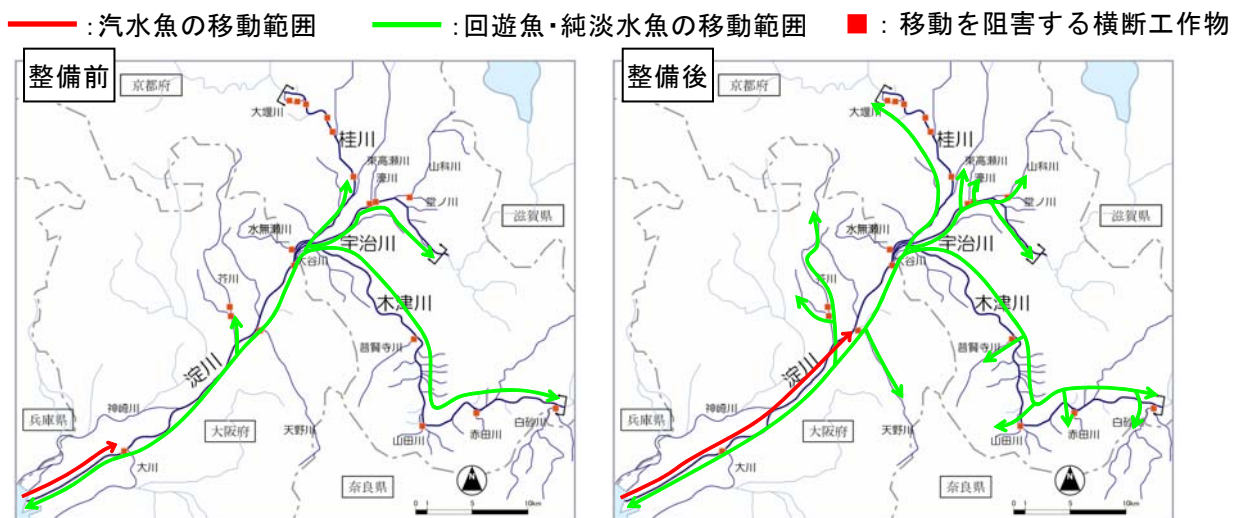 ：汽水魚の移動範囲
：回遊魚・純淡水魚の移動範囲
：移動を阻害する横断工作物
整備前
京都府
大堰川
桂川
東高瀬川
濠川
山科川
堂ノ川
滋賀県
水無瀬川
宇治川
大谷川
芥川
木津川
普賢寺川
淀川
神崎川
兵庫県
大阪府
天野川
大川
山田川
赤田川
白砂川
奈良県
0 1 5 10km
整備後
京都府
大堰川
桂川
東高瀬川
濠川
山科川
堂ノ川
滋賀県
水無瀬川
宇治川
大谷川
芥川
木津川
普賢寺川
淀川
神崎川
兵庫県
大阪府
天野川
大川
山田川
赤田川
白砂川
奈良県
0 1 5 10km